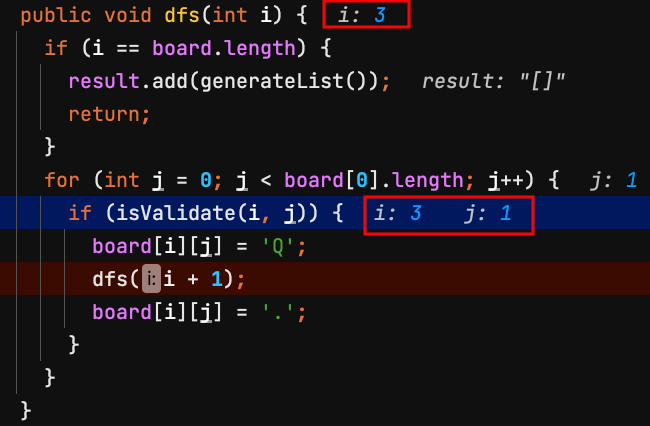 public void dfs(int i) { i: 3
if (i == board.length) {
result.add(generateList()); result: "[]"
return;
}
for (int j = 0; j < board[0].length; j++) { j: 1
if (isValidate(i, j)) { i: 3 j: 1
board[i][j] = 'Q';
dfs( i: i + 1);
board[i][j] = '.';
}
}
}